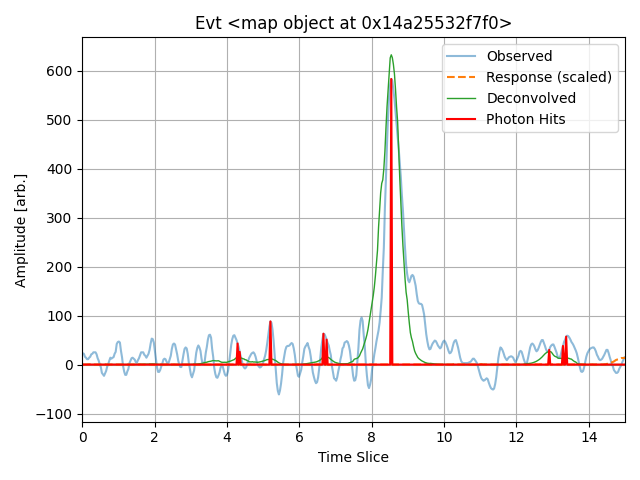 Evt <map object at 0x14a25532f7f0>
Observed
Response (scaled)
Deconvolved
Photon Hits
Amplitude [arb.]
600
500
400
300
200
100
0
−100
0 2 4 6 8 10 12 14
Time Slice